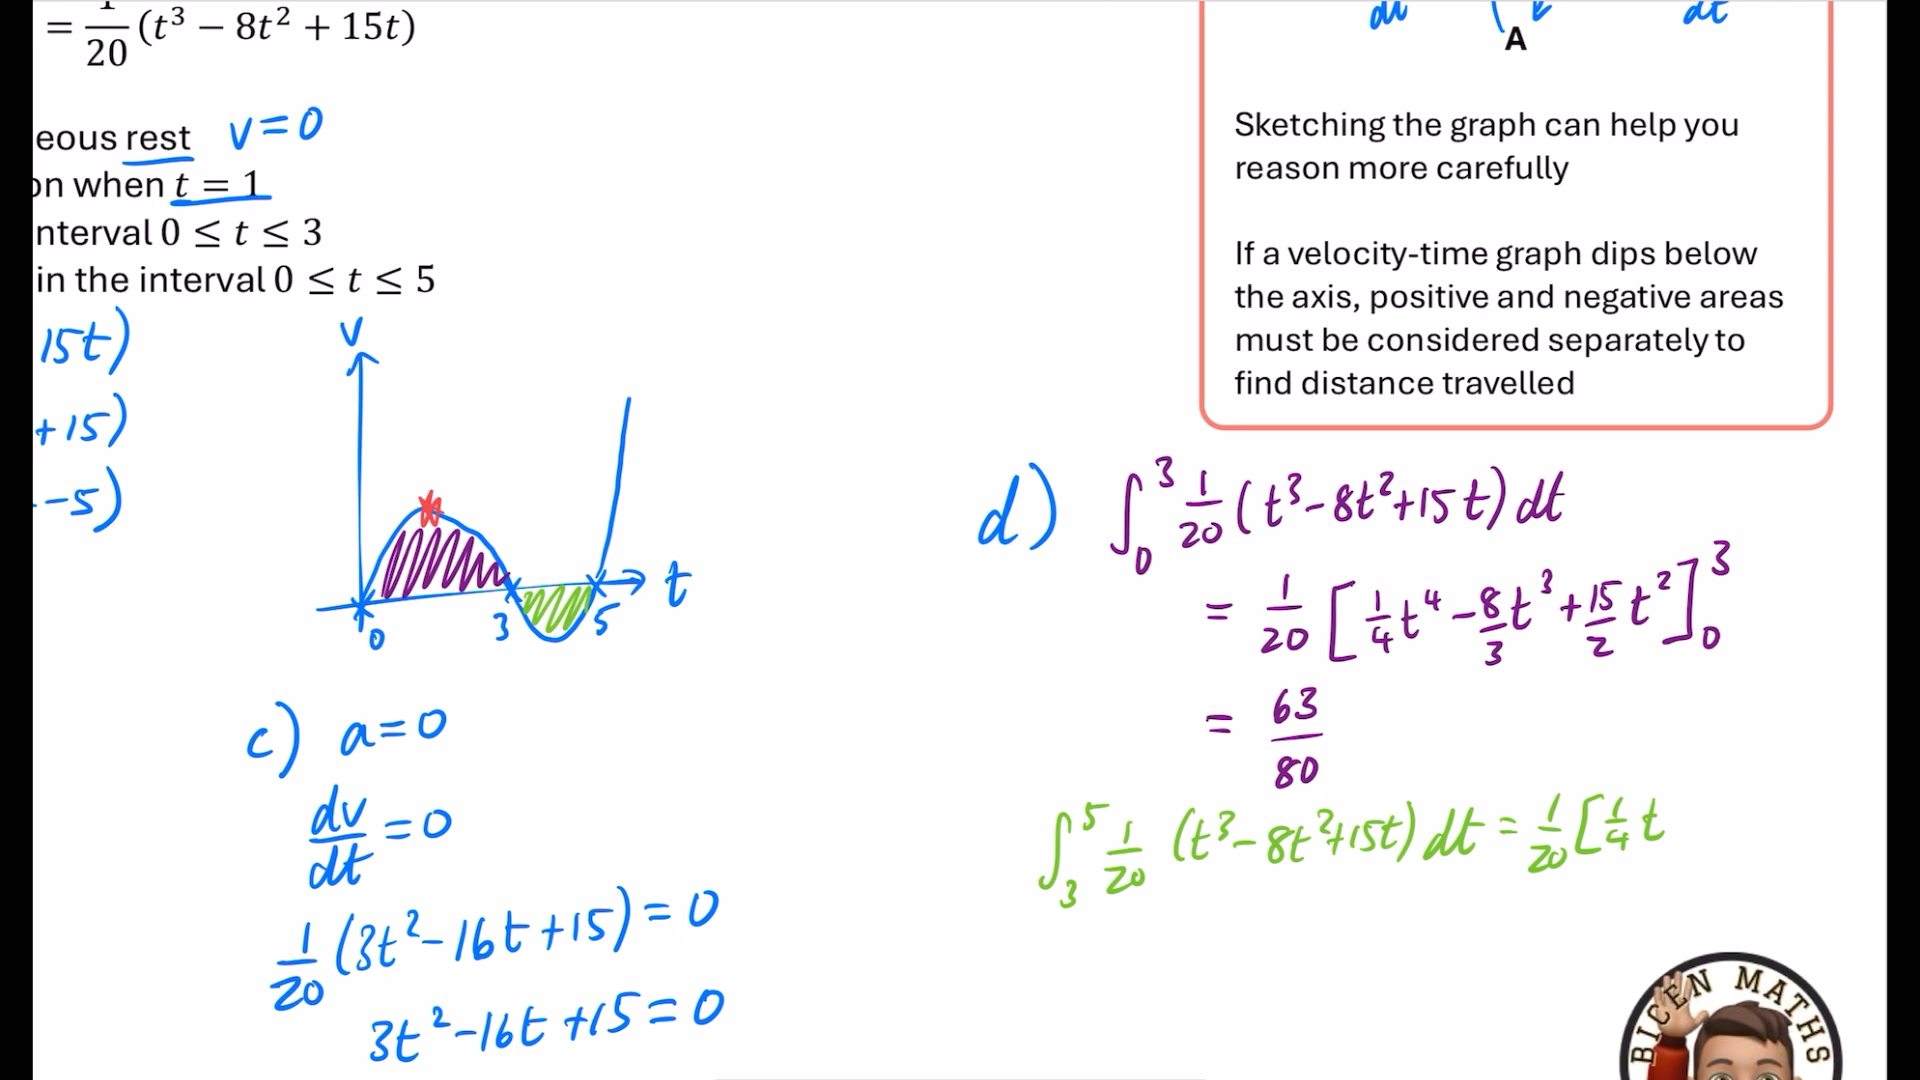 = 1/20 (t³ − 8t² + 15t)
eous rest v=0
on when t = 1
nterval 0 ≤ t ≤ 3
in the interval 0 ≤ t ≤ 5
15t)
+15)
-5)
v
t
0
3
5
c) a=0
dv/dt =0
1/20 (3t²-16t+15)=0
3t²-16t+15=0
dt
A
Sketching the graph can help you
reason more carefully
If a velocity-time graph dips below
the axis, positive and negative areas
must be considered separately to
find distance travelled
d) ∫₀³ 1/20 (t³-8t²+15t) dt
= 1/20 [1/4 t⁴ - 8/3 t³ + 15/2 t²]₀³
= 63/80
∫₃⁵ 1/20 (t³-8t²+15t) dt = 1/20 [1/4 t
BICEN MATHS